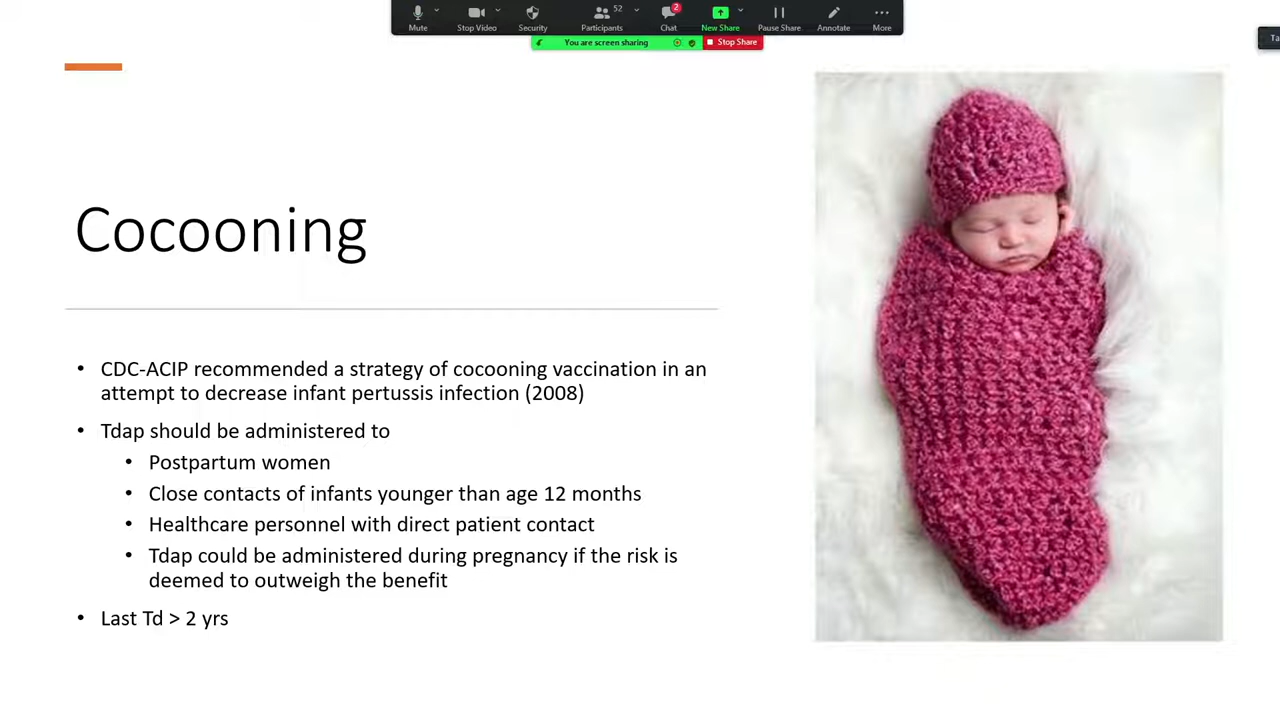 52
2
Mute
Stop Video
Security
Participants
Chat
New Share
Pause Share
Annotate
More
You are screen sharing
Stop Share
Ta
Cocooning
• CDC-ACIP recommended a strategy of cocooning vaccination in an
attempt to decrease infant pertussis infection (2008)
• Tdap should be administered to
• Postpartum women
• Close contacts of infants younger than age 12 months
• Healthcare personnel with direct patient contact
• Tdap could be administered during pregnancy if the risk is
deemed to outweigh the benefit
• Last Td > 2 yrs